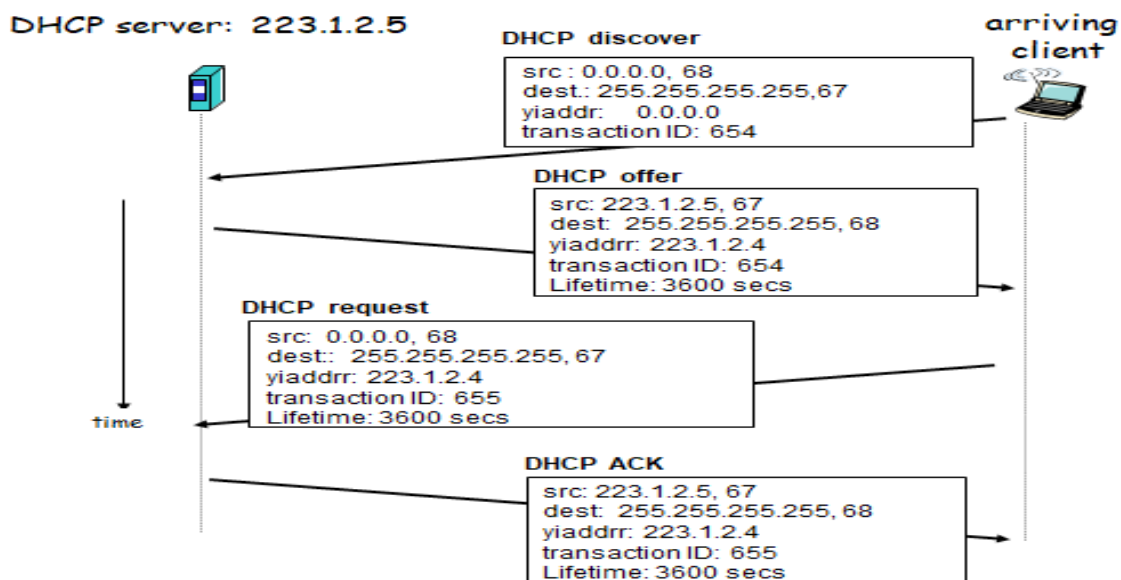 DHCP server: 223.1.2.5
arriving
client
DHCP discover
src : 0.0.0.0, 68
dest.: 255.255.255.255,67
yiaddr: 0.0.0.0
transaction ID: 654
DHCP offer
src: 223.1.2.5, 67
dest: 255.255.255.255, 68
yiaddrr: 223.1.2.4
transaction ID: 654
Lifetime: 3600 secs
DHCP request
src: 0.0.0.0, 68
dest:: 255.255.255.255, 67
yiaddrr: 223.1.2.4
transaction ID: 655
Lifetime: 3600 secs
time
DHCP ACK
src: 223.1.2.5, 67
dest: 255.255.255.255, 68
yiaddrr: 223.1.2.4
transaction ID: 655
Lifetime: 3600 secs